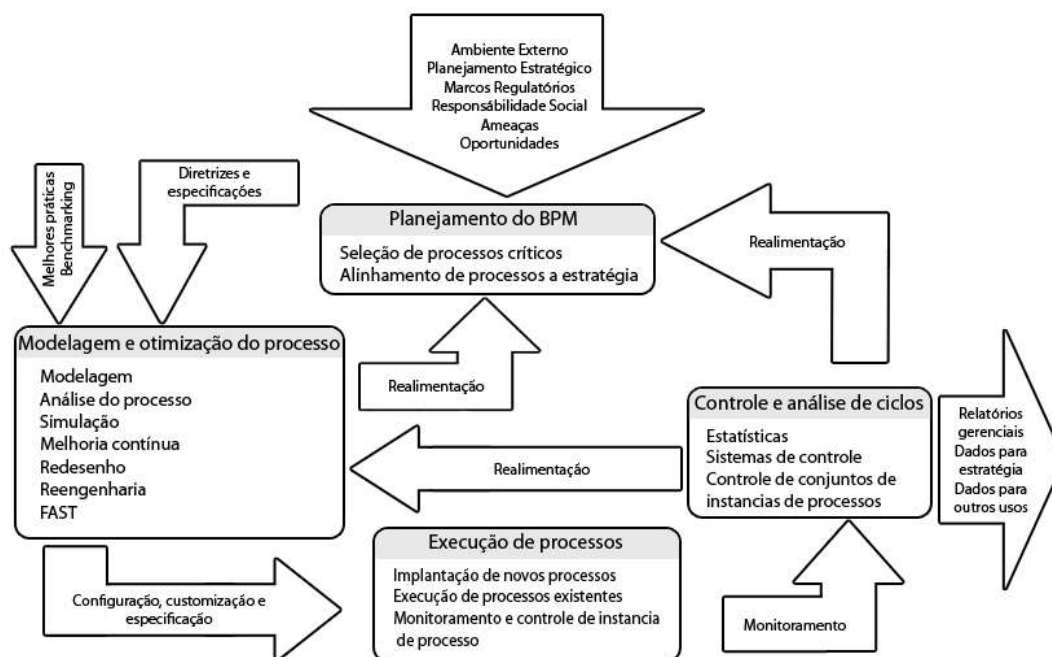 Ambiente Externo
Planejamento Estratégico
Marcos Regulatórios
Responsábilidade Social
Ameaças
Oportunidades
Melhores práticas
Benchmarking
Diretrizes e
especificações
Planejamento do BPM
Seleção de processos críticos
Alinhamento de processos a estratégia
Realimentação
Modelagem e otimização do processo
Modelagem
Análise do processo
Simulação
Melhoria contínua
Redesenho
Reengenharia
FAST
Realimentação
Realimentação
Controle e análise de ciclos
Estatísticas
Sistemas de controle
Controle de conjuntos de
instancias de processos
Relatórios
gerenciais
Dados para
estratégia
Dados para
outros usos
Configuração, customização e
especificação
Execução de processos
Implantação de novos processos
Execução de processos existentes
Monitoramento e controle de instancia
de processo
Monitoramento